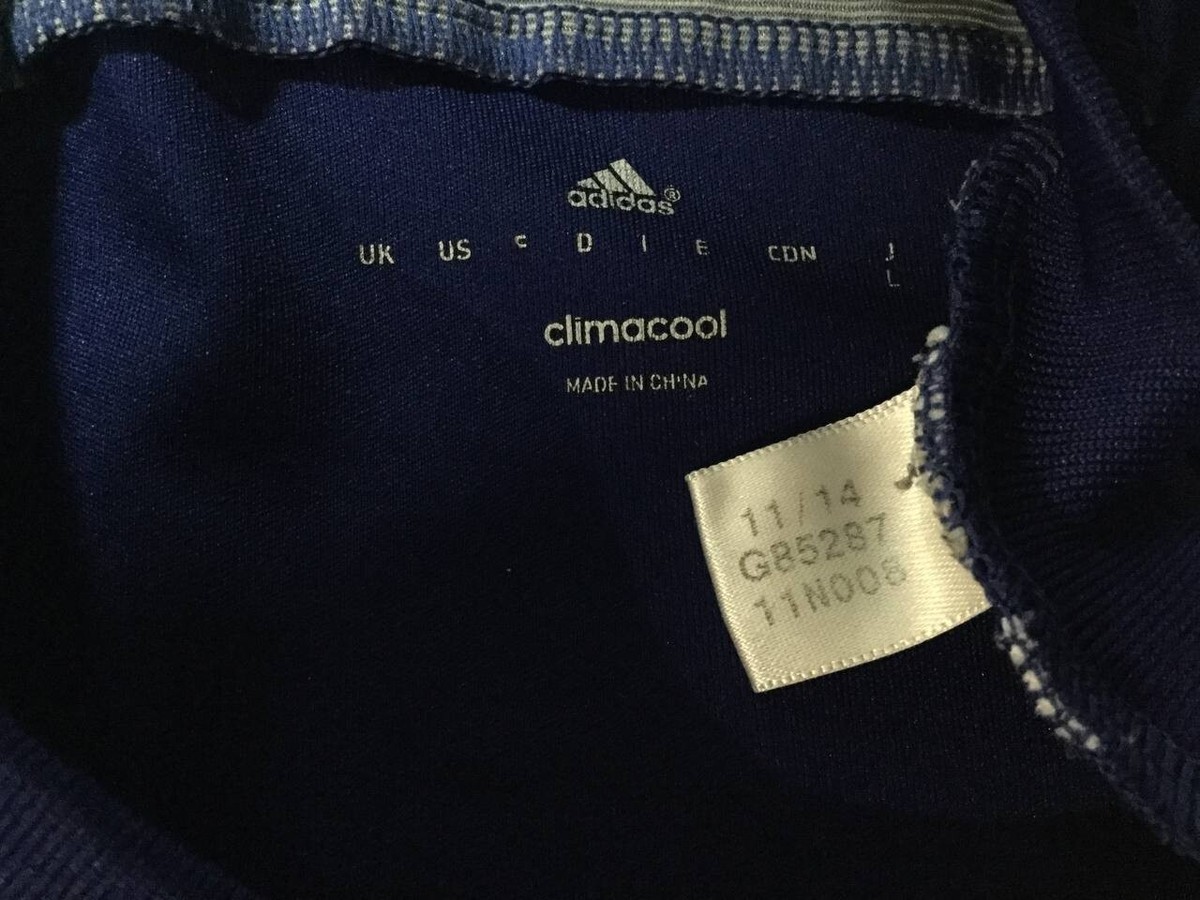 adidas®
UK US D I E CDN J
L
climacool
MADE IN CHINA
11/14
G85287
11N008